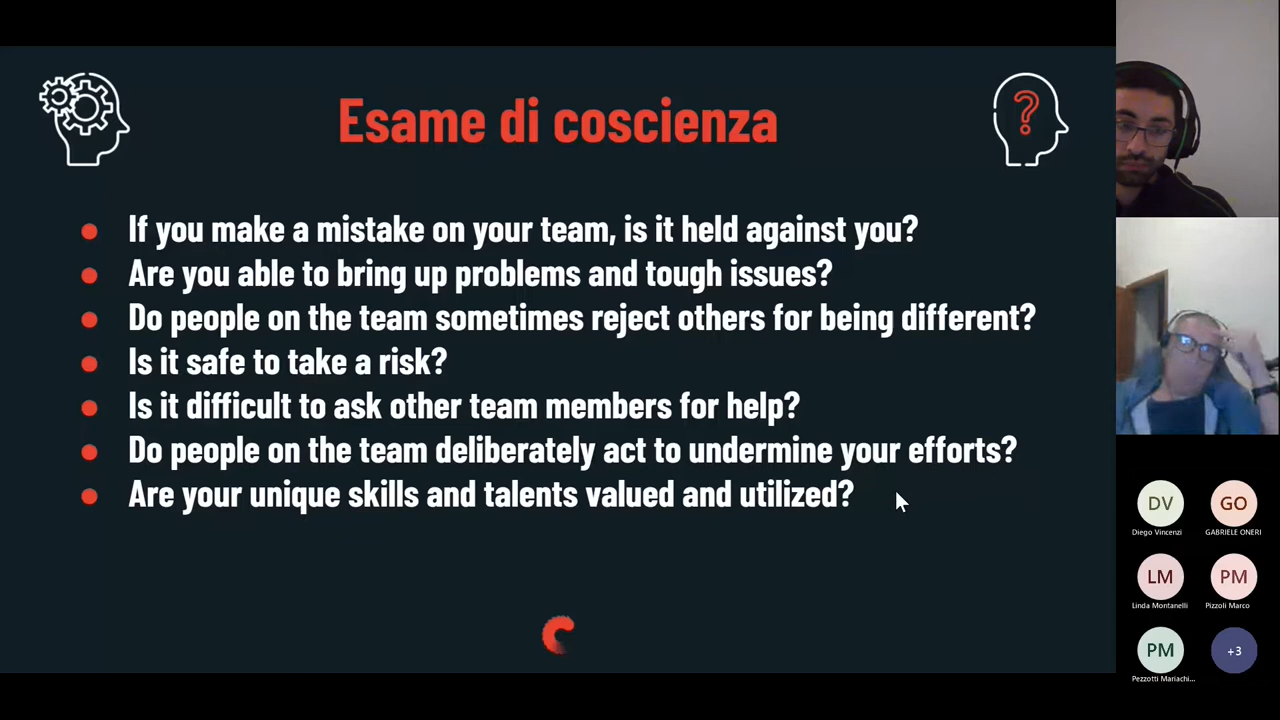 Esame di coscienza
?
If you make a mistake on your team, is it held against you?
Are you able to bring up problems and tough issues?
Do people on the team sometimes reject others for being different?
Is it safe to take a risk?
Is it difficult to ask other team members for help?
Do people on the team deliberately act to undermine your efforts?
Are your unique skills and talents valued and utilized?
DV
Diego Vincenzi
GO
GABRIELE ONERI
LM
Linda Montanelli
PM
Pizzoli Marco
PM
Pezzotti Mariachi...
+3